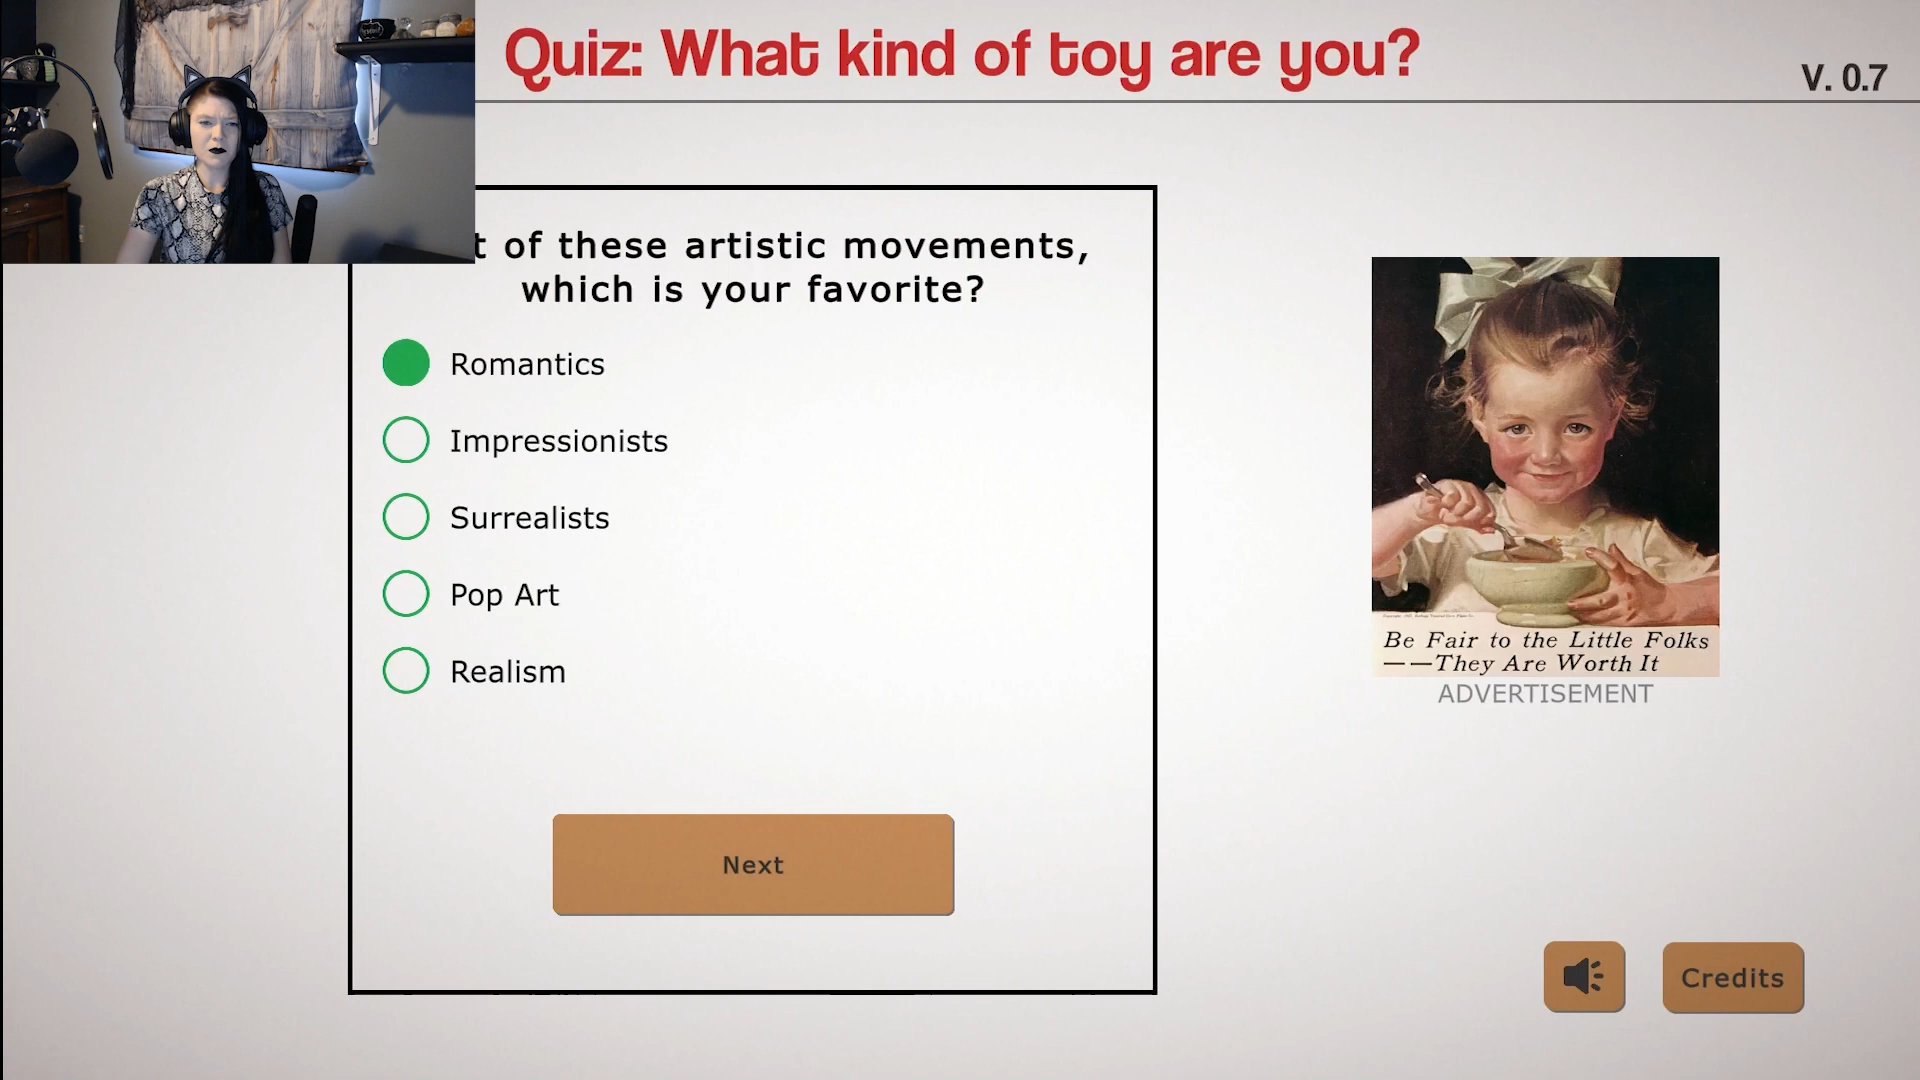 Quiz: What kind of toy are you?
V. 0.7
of these artistic movements,
which is your favorite?
Romantics
Impressionists
Surrealists
Pop Art
Realism
Next
Be Fair to the Little Folks
——They Are Worth It
ADVERTISEMENT
Credits